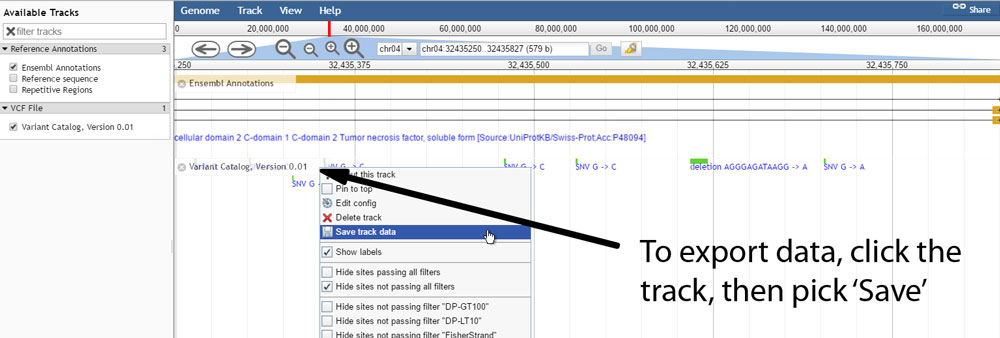 Available Tracks
filter tracks
Reference Annotations 3
Ensembl Annotations
Reference sequence
Repetitive Regions
VCF File 1
Variant Catalog, Version 0.01
Genome Track View Help Share
0 20,000,000 40,000,000 60,000,000 80,000,000 100,000,000 120,000,000 140,000,000 160,000,000
chr04 chr04:32435250..32435827 (579 b) Go
,250 32,435,375 32,435,500 32,435,625 32,435,750
Ensembl Annotations
cellular domain 2 C-domain 1 C-domain 2 Tumor necrosis factor, soluble form [Source:UniProtKB/Swiss-Prot;Acc:P48094]
Variant Catalog, Version 0.01
SNV G -> C
SNV G -> C
SNV G -> C
deletion AGGGAGATAAGG -> A
SNV G -> A
SNV G
this track
Pin to top
Edit config
Delete track
Save track data
Show labels
Hide sites passing all filters
Hide sites not passing all filters
Hide sites not passing filter "DP-GT100"
Hide sites not passing filter "DP-LT10"
Hide sites not passing filter "FisherStrand"
To export data, click the
track, then pick ‘Save’